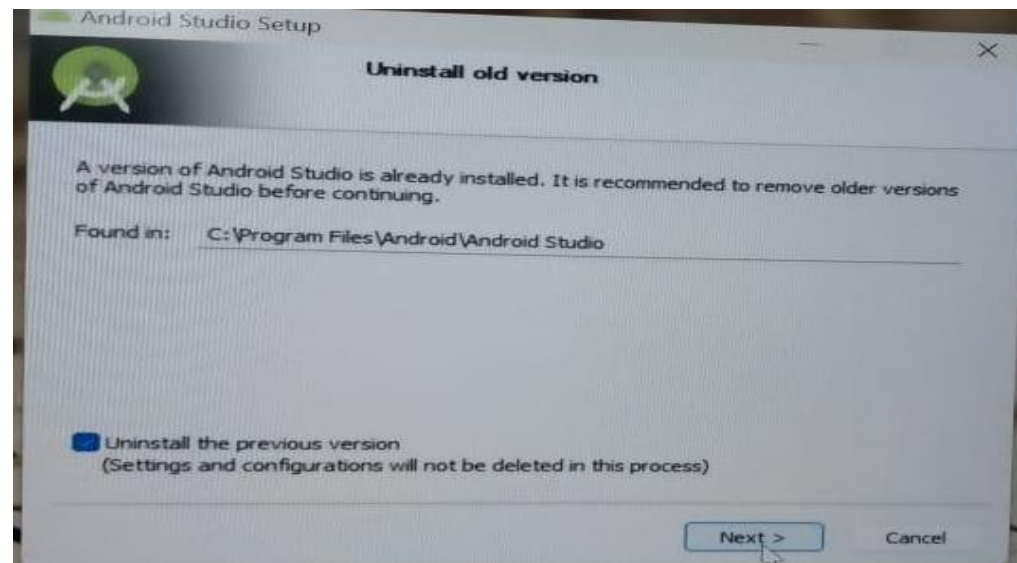 Android Studio Setup
Uninstall old version
A version of Android Studio is already installed. It is recommended to remove older versions
of Android Studio before continuing.
Found in: C:\Program Files\Android\Android Studio
Uninstall the previous version
(Settings and configurations will not be deleted in this process)
Next > Cancel